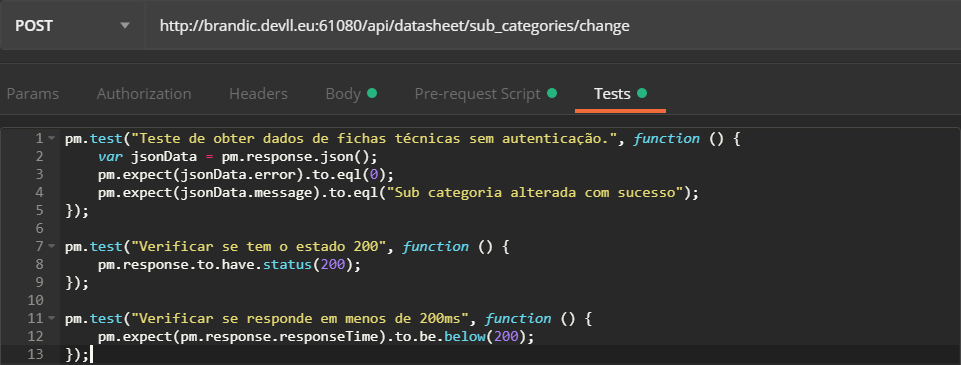 POST http://brandic.devll.eu:61080/api/datasheet/sub_categories/change
Params Authorization Headers Body Pre-request Script Tests
1 pm.test("Teste de obter dados de fichas técnicas sem autenticação.", function () {
2 var jsonData = pm.response.json();
3 pm.expect(jsonData.error).to.eql(0);
4 pm.expect(jsonData.message).to.eql("Sub categoria alterada com sucesso");
5 });
6
7 pm.test("Verificar se tem o estado 200", function () {
8 pm.response.to.have.status(200);
9 });
10
11 pm.test("Verificar se responde em menos de 200ms", function () {
12 pm.expect(pm.response.responseTime).to.be.below(200);
13 });